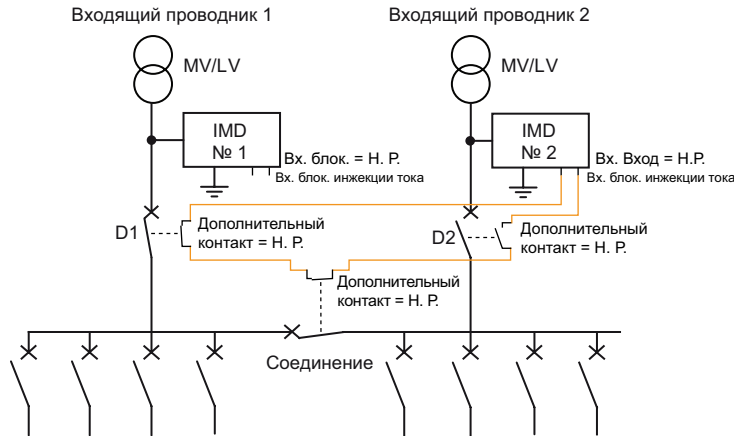 Входящий проводник 1
Входящий проводник 2
MV/LV
MV/LV
IMD
№ 1
Вх. блок. = Н. Р.
Вх. блок. инжекции тока
IMD
№ 2
Вх. Вход = Н.Р.
Вх. блок. инжекции тока
D1
Дополнительный
контакт = Н. Р.
D2
Дополнительный
контакт = Н. Р.
Дополнительный
контакт = Н. Р.
Соединение